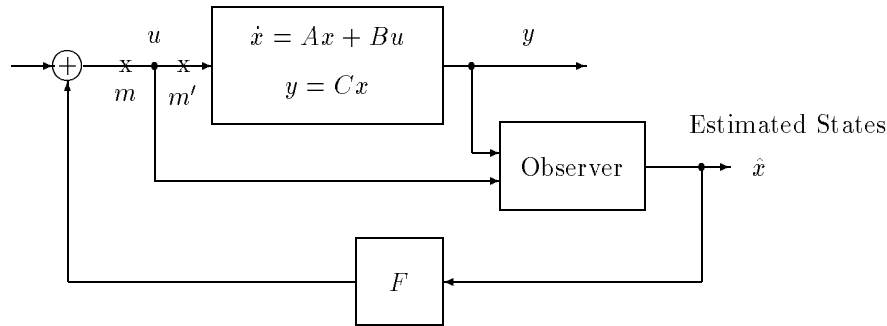 u
ẋ = Ax + Bu
y
+
x
x
m
m′
y = Cx
Estimated States
Observer
x̂
F